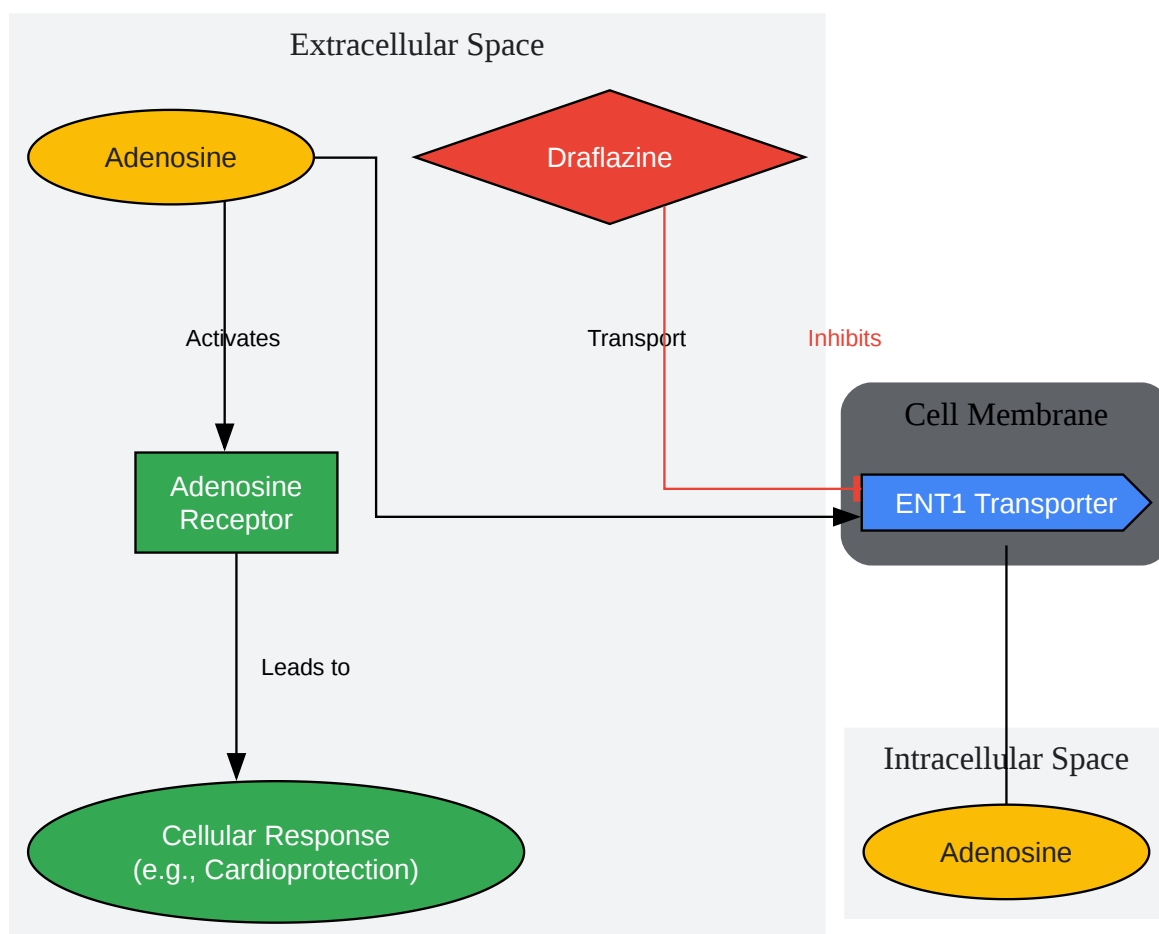 Extracellular Space
Adenosine
Draflazine
Activates
Transport
Inhibits
Cell Membrane
Adenosine
Receptor
ENT1 Transporter
Leads to
Intracellular Space
Cellular Response
(e.g., Cardioprotection)
Adenosine